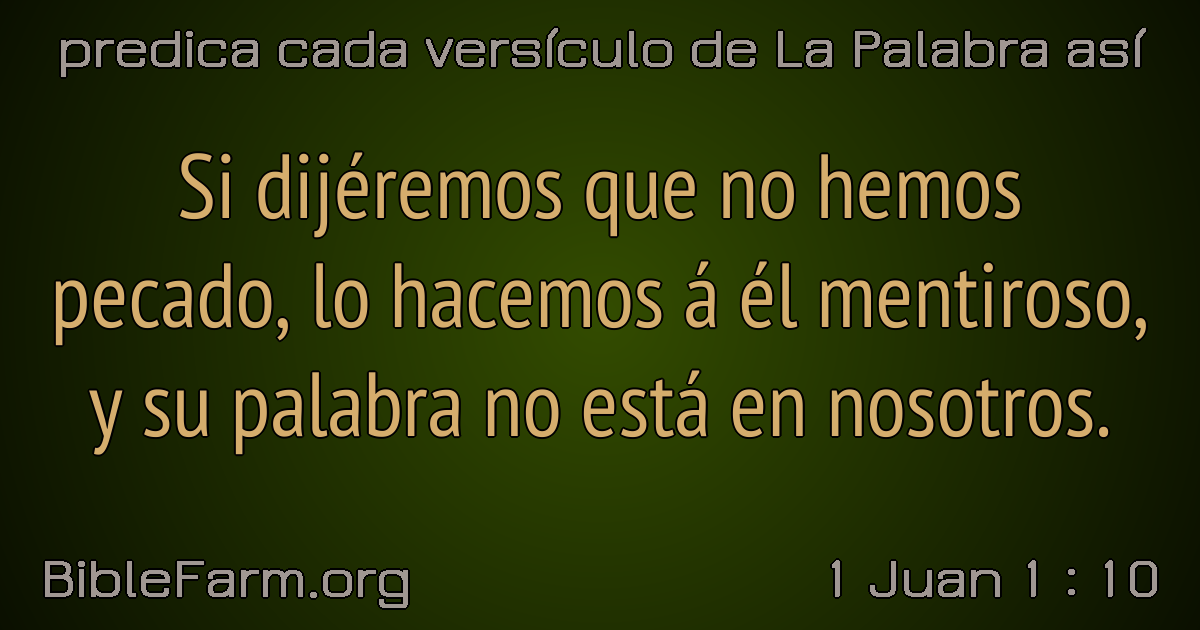 predica cada versículo de La Palabra así
Si dijéremos que no hemos
pecado, lo hacemos á él mentiroso,
y su palabra no está en nosotros.
BibleFarm.org
1 Juan 1 : 10